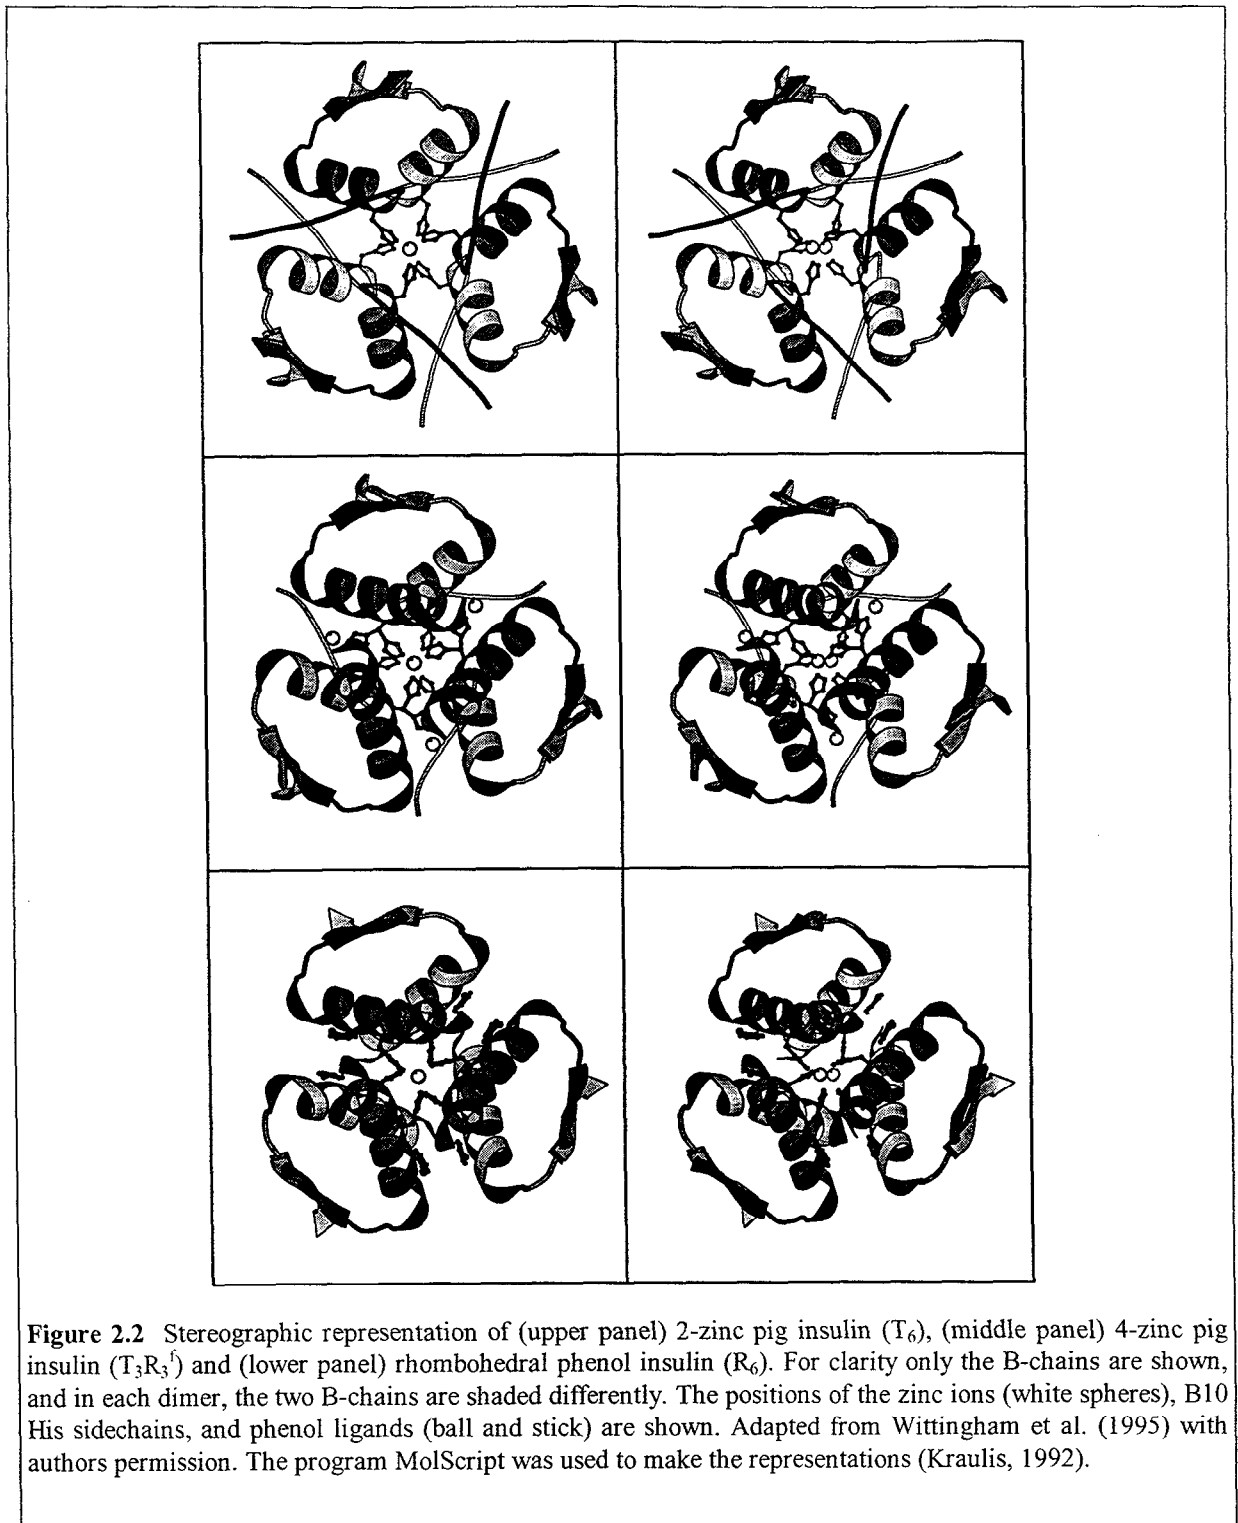 Figure 2.2 Stereographic representation of (upper panel) 2-zinc pig insulin (T₆), (middle panel) 4-zinc pig
insulin (T₃R₃ᶠ) and (lower panel) rhombohedral phenol insulin (R₆). For clarity only the B-chains are shown,
and in each dimer, the two B-chains are shaded differently. The positions of the zinc ions (white spheres), B10
His sidechains, and phenol ligands (ball and stick) are shown. Adapted from Wittingham et al. (1995) with
authors permission. The program MolScript was used to make the representations (Kraulis, 1992).